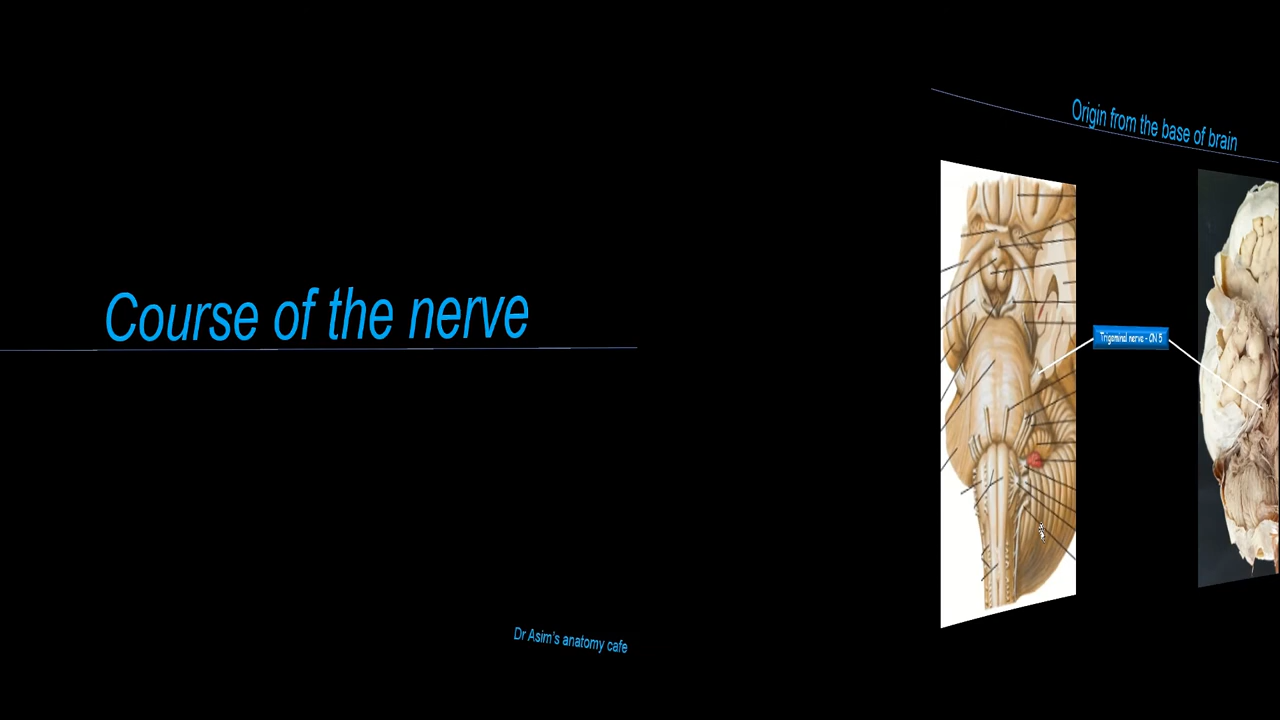 Course of the nerve
Dr Asim's anatomy cafe
Origin from the base of brain
Trigeminal nerve - CN 5